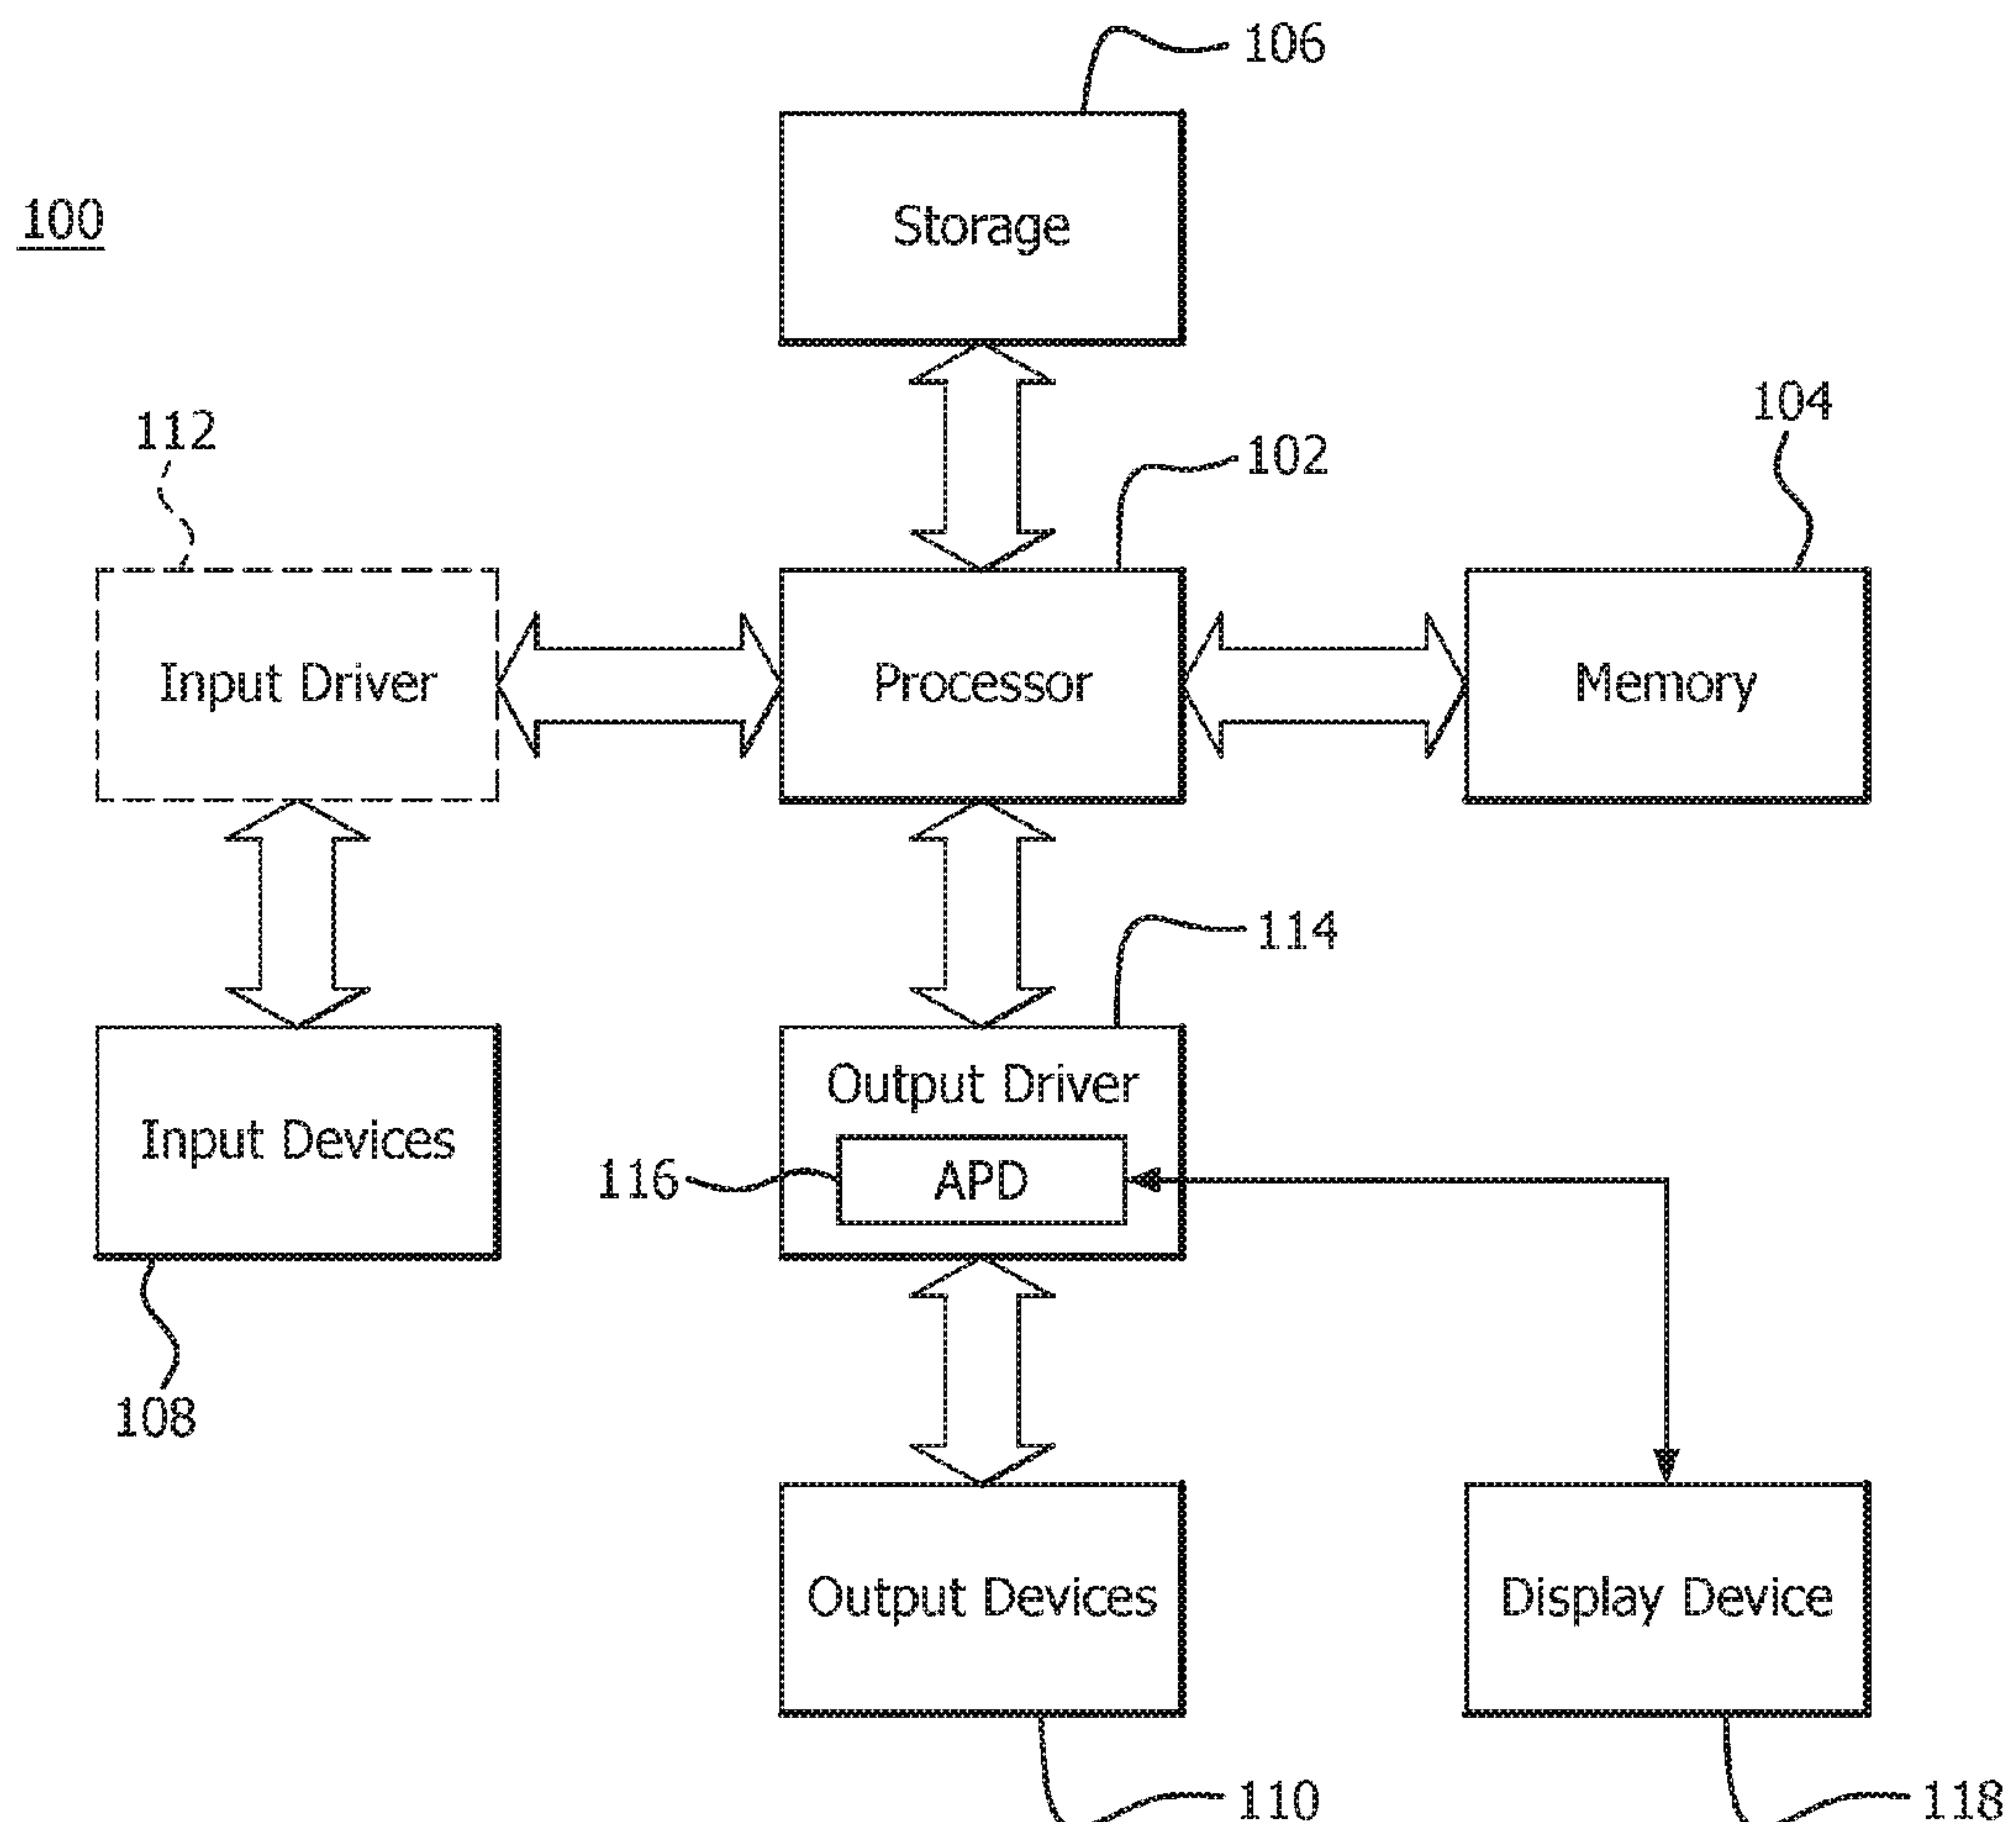 106
100
Storage
112
102
104
Input Driver
Processor
Memory
114
Output Driver
Input Devices
116
APD
108
Output Devices
Display Device
110
118